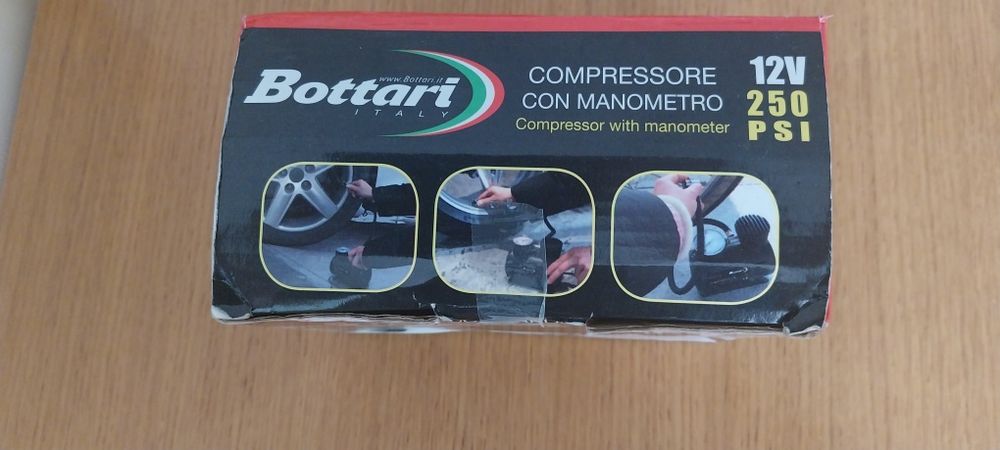 www.Bottari.it
Bottari
ITALY
COMPRESSORE
CON MANOMETRO
Compressor with manometer
12V
250
PSI